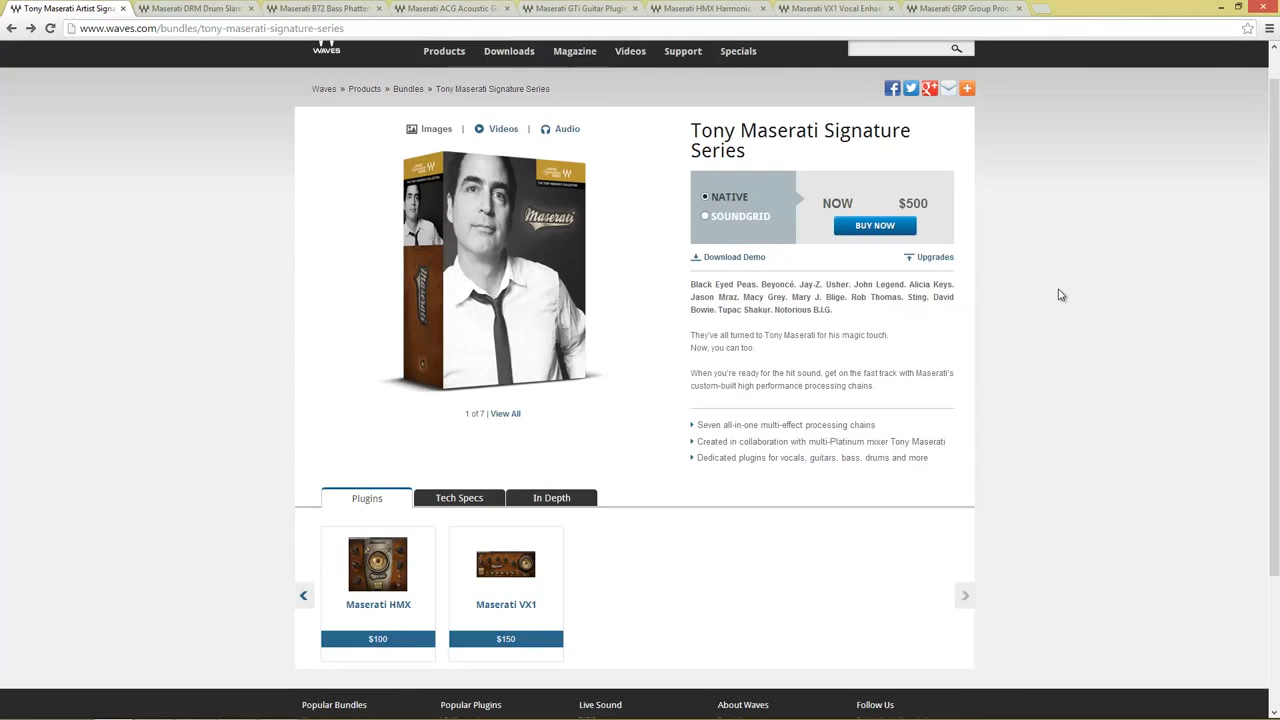 Tony Maserati Artist Signa
Maserati DRM Drum Slam
Maserati B72 Bass Phatten
Maserati ACG Acoustic G
Maserati GTi Guitar Plugin
Maserati HMX Harmonic
Maserati VX1 Vocal Enhan
Maserati GRP Group Proc
www.waves.com/bundles/tony-maserati-signature-series
WAVES
Products
Downloads
Magazine
Videos
Support
Specials
Waves » Products » Bundles » Tony Maserati Signature Series
Images | Videos | Audio
Maserati
Maserati
1 of 7 | View All
Tony Maserati Signature
Series
NATIVE
SOUNDGRID
NOW $500
BUY NOW
Download Demo
Upgrades
Black Eyed Peas. Beyoncé. Jay-Z. Usher. John Legend. Alicia Keys.
Jason Mraz. Macy Grey. Mary J. Blige. Rob Thomas. Sting. David
Bowie. Tupac Shakur. Notorious B.I.G.
They've all turned to Tony Maserati for his magic touch.
Now, you can too.
When you're ready for the hit sound, get on the fast track with Maserati's
custom-built high performance processing chains.
Seven all-in-one multi-effect processing chains
Created in collaboration with multi-Platinum mixer Tony Maserati
Dedicated plugins for vocals, guitars, bass, drums and more
Plugins
Tech Specs
In Depth
Maserati HMX
$100
Maserati VX1
$150
Popular Bundles
Popular Plugins
Live Sound
About Waves
Follow Us